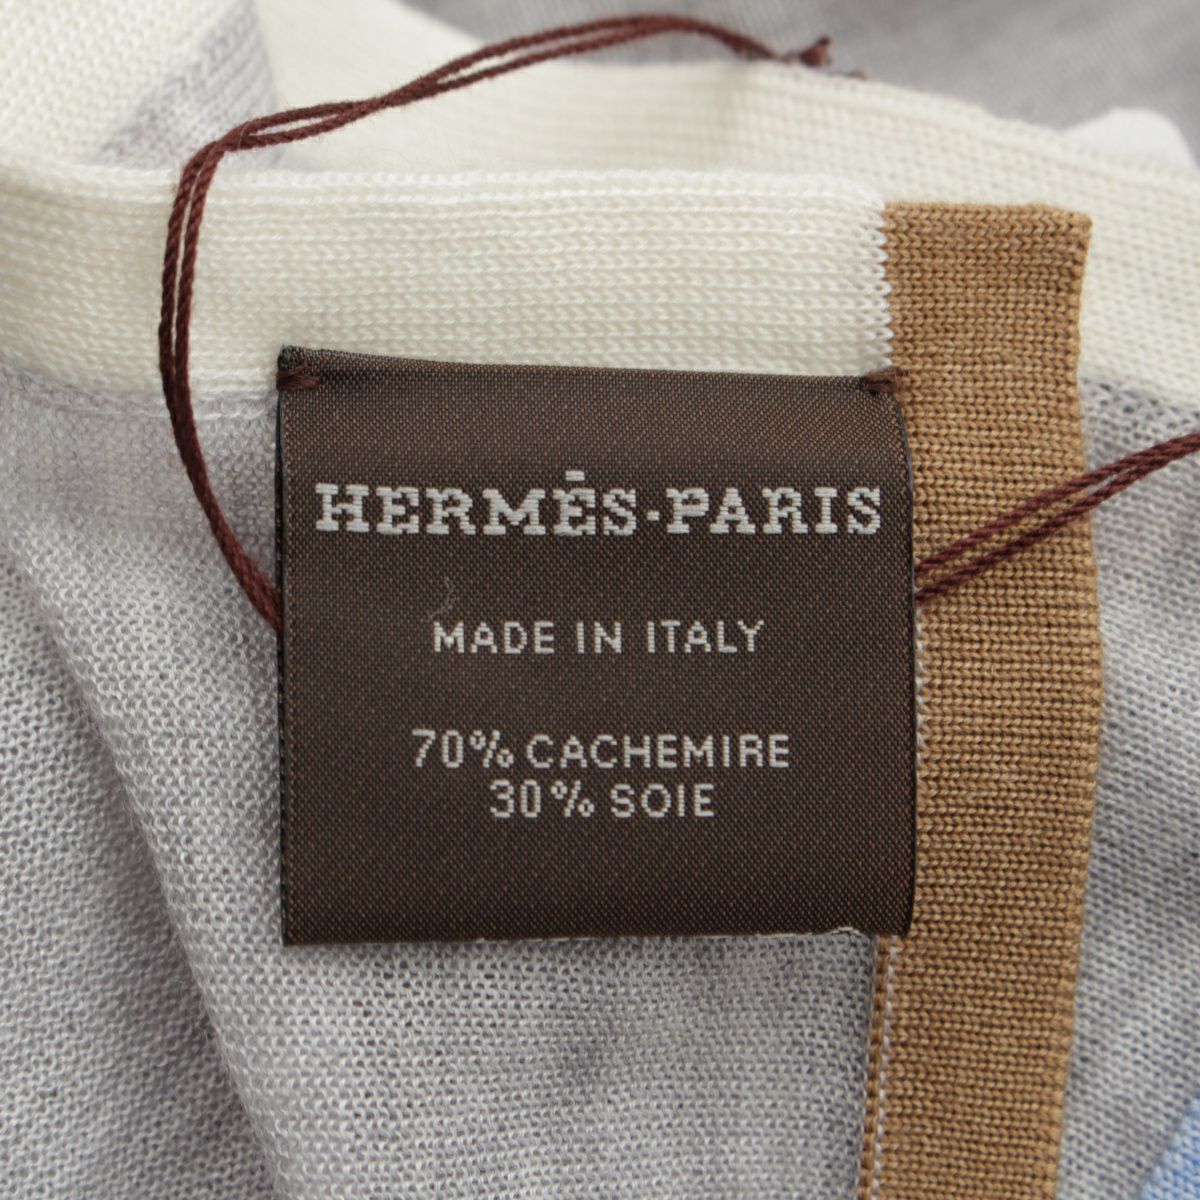 HERMÈS-PARIS
MADE IN ITALY
70% CACHEMIRE
30% SOIE